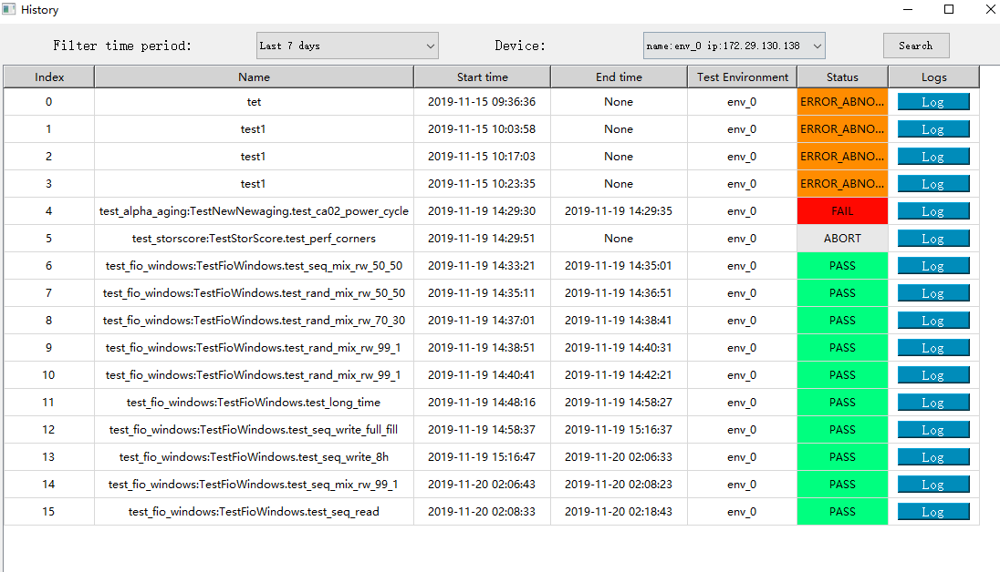 History
Filter time period: Last 7 days Device: name:env_0 ip:172.29.130.138 Search
Index Name Start time End time Test Environment Status Logs
0 tet 2019-11-15 09:36:36 None env_0 ERROR_ABNO... Log
1 test1 2019-11-15 10:03:58 None env_0 ERROR_ABNO... Log
2 test1 2019-11-15 10:17:03 None env_0 ERROR_ABNO... Log
3 test1 2019-11-15 10:23:35 None env_0 ERROR_ABNO... Log
4 test_alpha_aging:TestNewNewaging.test_ca02_power_cycle 2019-11-19 14:29:30 2019-11-19 14:29:35 env_0 FAIL Log
5 test_storscore:TestStorScore.test_perf_corners 2019-11-19 14:29:51 None env_0 ABORT Log
6 test_fio_windows:TestFioWindows.test_seq_mix_rw_50_50 2019-11-19 14:33:21 2019-11-19 14:35:01 env_0 PASS Log
7 test_fio_windows:TestFioWindows.test_rand_mix_rw_50_50 2019-11-19 14:35:11 2019-11-19 14:36:51 env_0 PASS Log
8 test_fio_windows:TestFioWindows.test_rand_mix_rw_70_30 2019-11-19 14:37:01 2019-11-19 14:38:41 env_0 PASS Log
9 test_fio_windows:TestFioWindows.test_rand_mix_rw_99_1 2019-11-19 14:38:51 2019-11-19 14:40:31 env_0 PASS Log
10 test_fio_windows:TestFioWindows.test_rand_mix_rw_99_1 2019-11-19 14:40:41 2019-11-19 14:42:21 env_0 PASS Log
11 test_fio_windows:TestFioWindows.test_long_time 2019-11-19 14:48:16 2019-11-19 14:58:27 env_0 PASS Log
12 test_fio_windows:TestFioWindows.test_seq_write_full_fill 2019-11-19 14:58:37 2019-11-19 15:16:37 env_0 PASS Log
13 test_fio_windows:TestFioWindows.test_seq_write_8h 2019-11-19 15:16:47 2019-11-20 02:06:33 env_0 PASS Log
14 test_fio_windows:TestFioWindows.test_seq_mix_rw_99_1 2019-11-20 02:06:43 2019-11-20 02:08:23 env_0 PASS Log
15 test_fio_windows:TestFioWindows.test_seq_read 2019-11-20 02:08:33 2019-11-20 02:18:43 env_0 PASS Log